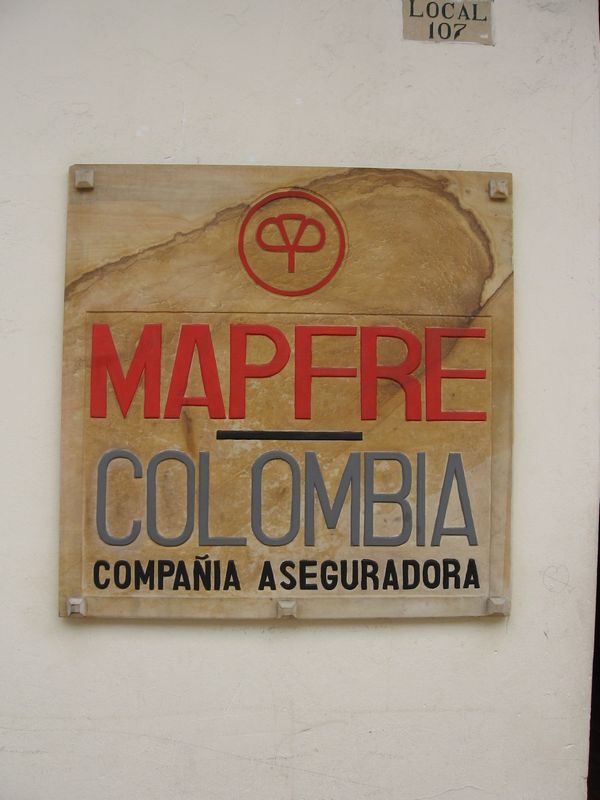 LOCAL
107
MAPFRE
COLOMBIA
COMPAÑIA ASEGURADORA